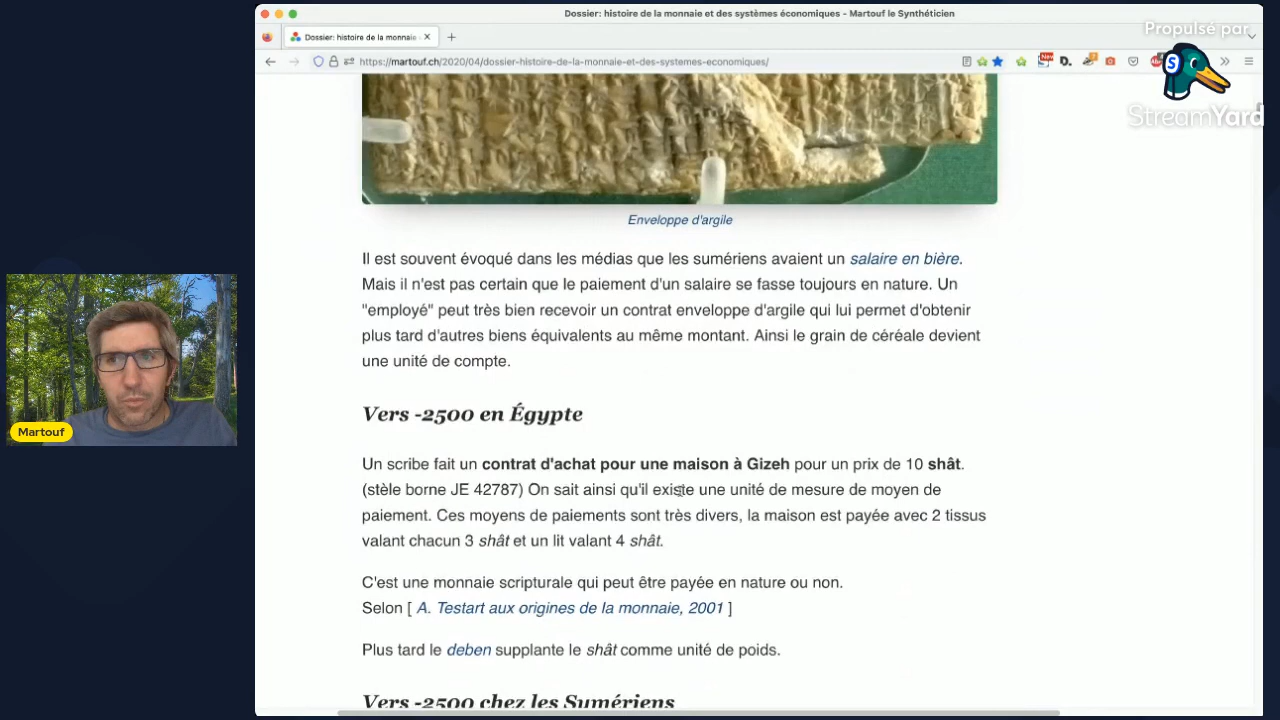 Dossier: histoire de la monnaie et des systèmes économiques - Martouf le Synthéticien
Dossier: histoire de la monnaie
https://martouf.ch/2020/04/dossier-histoire-de-la-monnaie-et-des-systemes-economiques/
Propulsé par
StreamYard
Enveloppe d'argile
Il est souvent évoqué dans les médias que les sumériens avaient un salaire en bière.
Mais il n'est pas certain que le paiement d'un salaire se fasse toujours en nature. Un
"employé" peut très bien recevoir un contrat enveloppe d'argile qui lui permet d'obtenir
plus tard d'autres biens équivalents au même montant. Ainsi le grain de céréale devient
une unité de compte.
Vers -2500 en Égypte
Un scribe fait un contrat d'achat pour une maison à Gizeh pour un prix de 10 shât.
(stèle borne JE 42787) On sait ainsi qu'il existe une unité de mesure de moyen de
paiement. Ces moyens de paiements sont très divers, la maison est payée avec 2 tissus
valant chacun 3 shât et un lit valant 4 shât.
C'est une monnaie scripturale qui peut être payée en nature ou non.
Selon [ A. Testart aux origines de la monnaie, 2001 ]
Plus tard le deben supplante le shât comme unité de poids.
Vers -2500 chez les Sumériens
Martouf